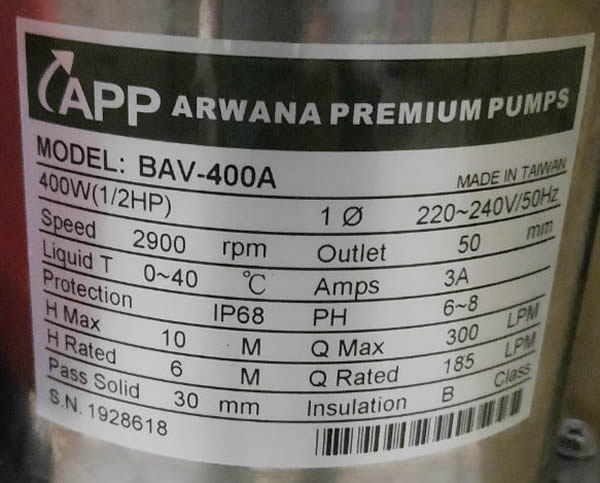 APP ARWANA PREMIUM PUMPS
MODEL: BAV-400A MADE IN TAIWAN
400W(1/2HP) 1 Ø 220~240V/50Hz
Speed 2900 rpm Outlet 50 mm
Liquid T 0~40 ℃ Amps 3A
Protection IP68 PH 6~8
H Max 10 M Q Max 300 LPM
H Rated 6 M Q Rated 185 LPM
Pass Solid 30 mm Insulation B Class
S.N. 1928618